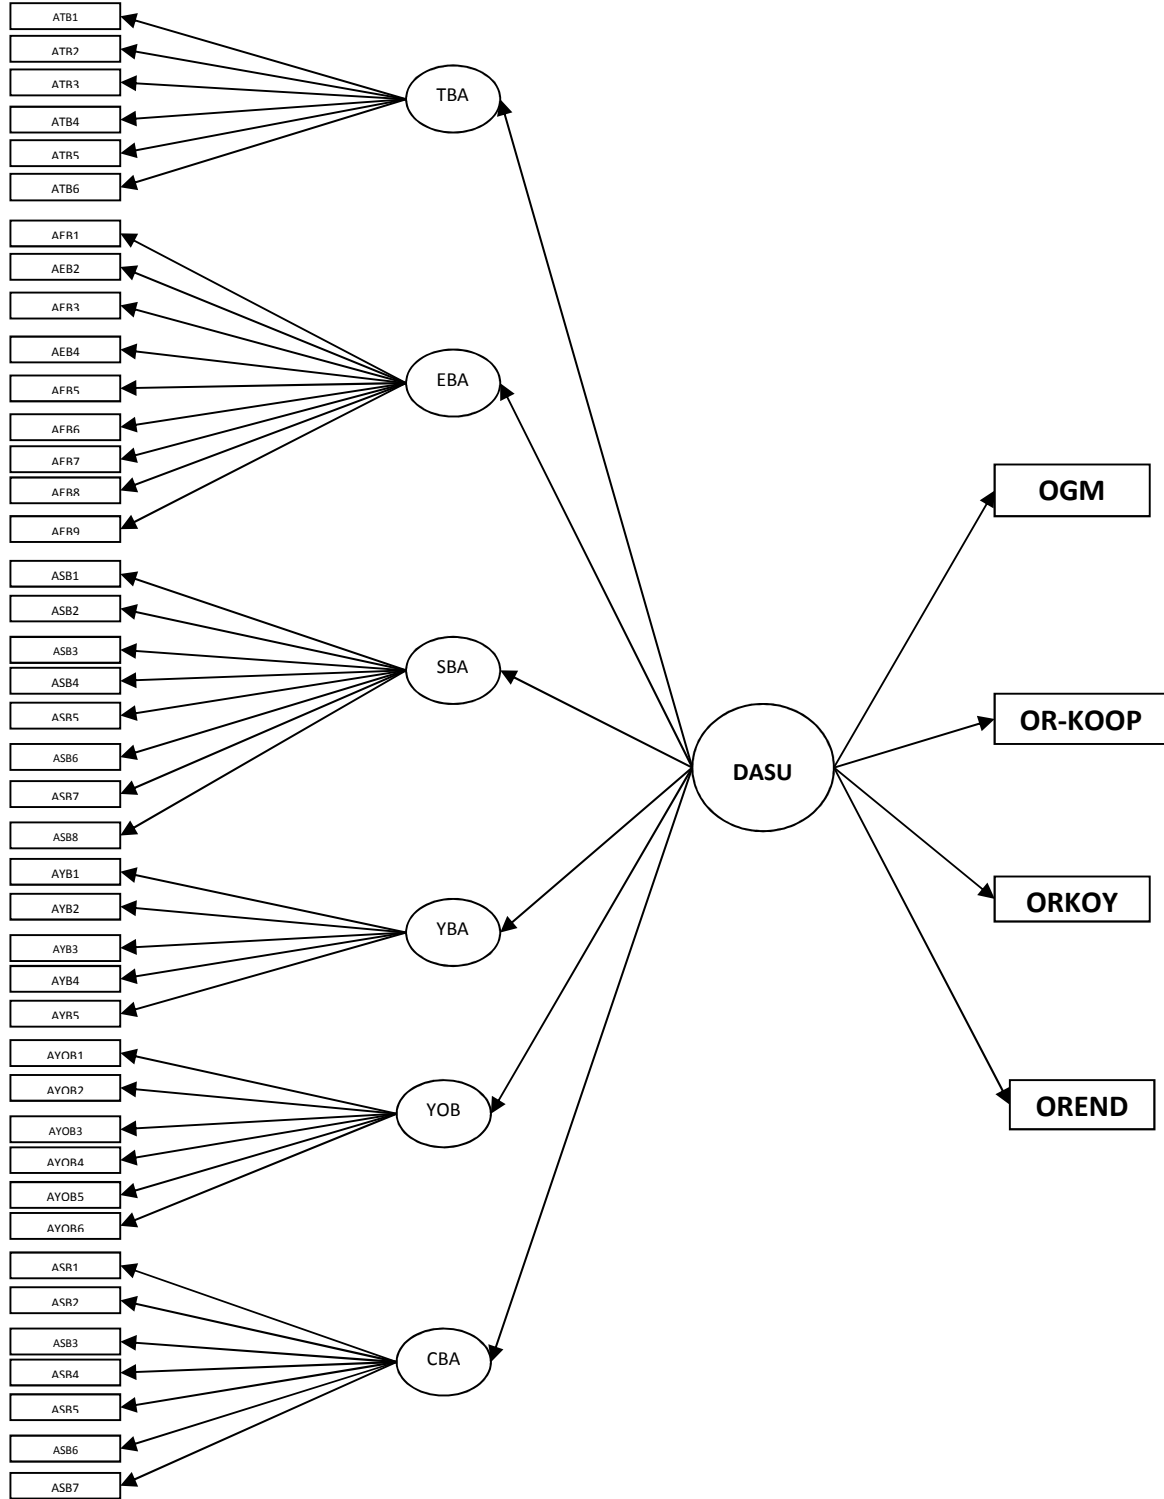 ATB1
ATB2
ATB3
ATB4
ATB5
ATB6
TBA
AEB1
AEB2
AEB3
AEB4
AEB5
AEB6
AEB7
AEB8
AEB9
EBA
ASB1
ASB2
ASB3
ASB4
ASB5
ASB6
ASB7
ASB8
SBA
AYB1
AYB2
AYB3
AYB4
AYB5
YBA
AYOB1
AYOB2
AYOB3
AYOB4
AYOB5
AYOB6
YOB
ASB1
ASB2
ASB3
ASB4
ASB5
ASB6
ASB7
CBA
DASU
OGM
OR-KOOP
ORKOY
OREND